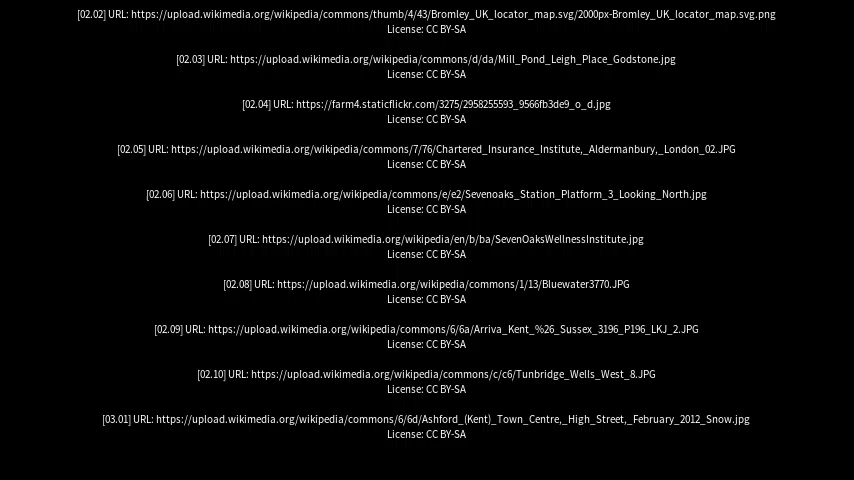 [02.02] URL: https://upload.wikimedia.org/wikipedia/commons/thumb/4/43/Bromley_UK_locator_map.svg/2000px-Bromley_UK_locator_map.svg.png
License: CC BY-SA
[02.03] URL: https://upload.wikimedia.org/wikipedia/commons/d/da/Mill_Pond_Leigh_Place_Godstone.jpg
License: CC BY-SA
[02.04] URL: https://farm4.staticflickr.com/3275/2958255593_9566fb3de9_o_d.jpg
License: CC BY-SA
[02.05] URL: https://upload.wikimedia.org/wikipedia/commons/7/76/Chartered_Insurance_Institute,_Aldermanbury,_London_02.JPG
License: CC BY-SA
[02.06] URL: https://upload.wikimedia.org/wikipedia/commons/e/e2/Sevenoaks_Station_Platform_3_Looking_North.jpg
License: CC BY-SA
[02.07] URL: https://upload.wikimedia.org/wikipedia/en/b/ba/SevenOaksWellnessInstitute.jpg
License: CC BY-SA
[02.08] URL: https://upload.wikimedia.org/wikipedia/commons/1/13/Bluewater3770.JPG
License: CC BY-SA
[02.09] URL: https://upload.wikimedia.org/wikipedia/commons/6/6a/Arriva_Kent_%26_Sussex_3196_P196_LKJ_2.JPG
License: CC BY-SA
[02.10] URL: https://upload.wikimedia.org/wikipedia/commons/c/c6/Tunbridge_Wells_West_8.JPG
License: CC BY-SA
[03.01] URL: https://upload.wikimedia.org/wikipedia/commons/6/6d/Ashford_(Kent)_Town_Centre,_High_Street,_February_2012_Snow.jpg
License: CC BY-SA